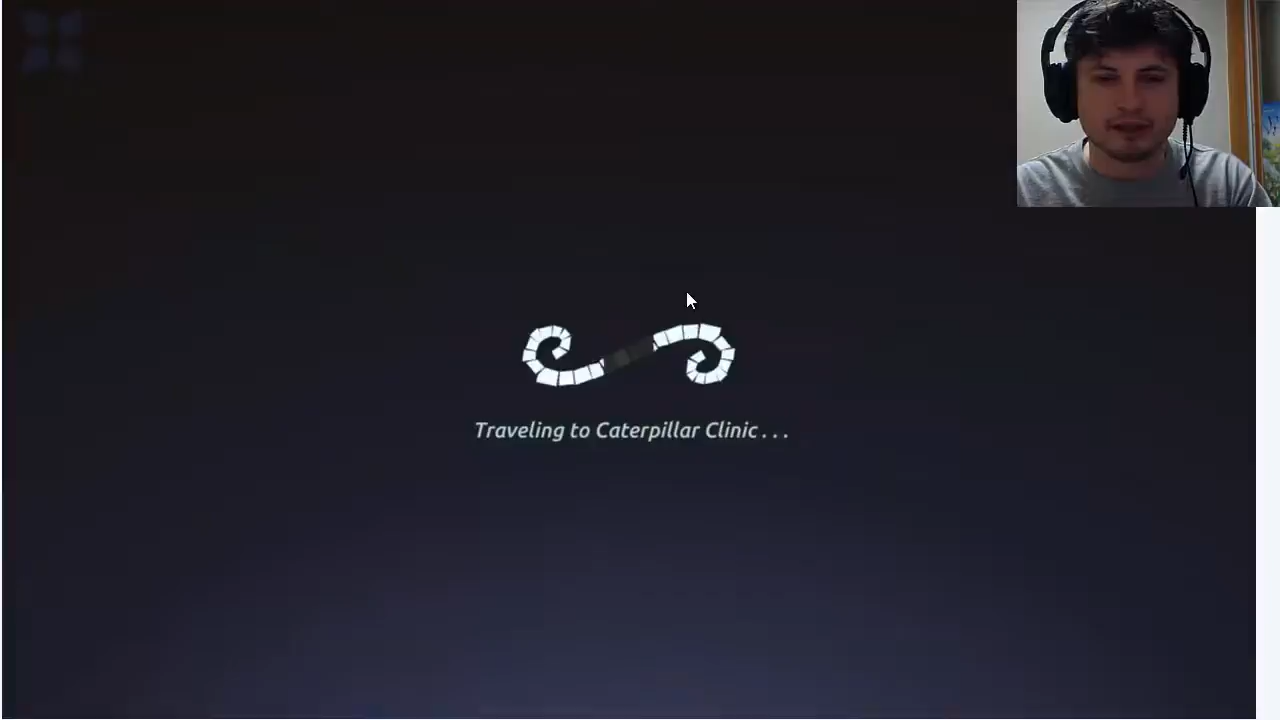 Traveling to Caterpillar Clinic . . .